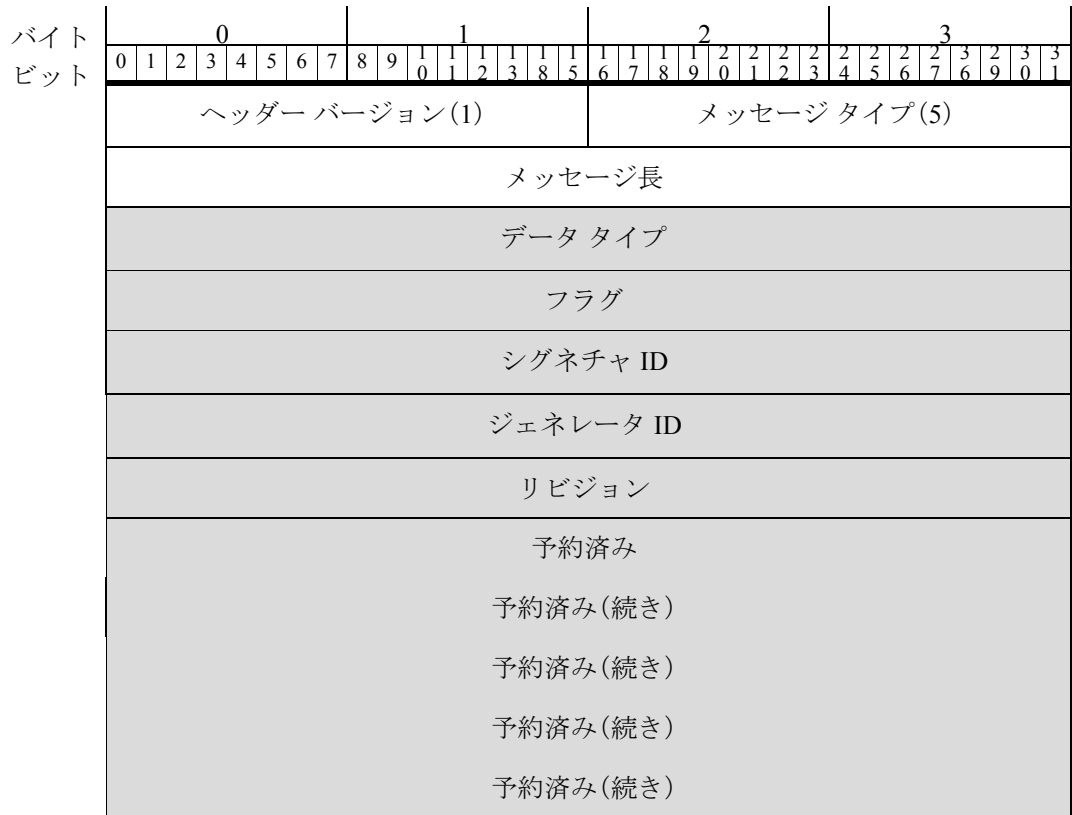 バイト 0 1 2 3
ビット 0 1 2 3 4 5 6 7 8 9 10 11 12 13 18 15 16 17 18 19 20 21 22 23 24 25 26 27 36 29 30 31
ヘッダー バージョン(1) メッセージ タイプ(5)
メッセージ長
データ タイプ
フラグ
シグネチャ ID
ジェネレータ ID
リビジョン
予約済み
予約済み(続き)
予約済み(続き)
予約済み(続き)
予約済み(続き)